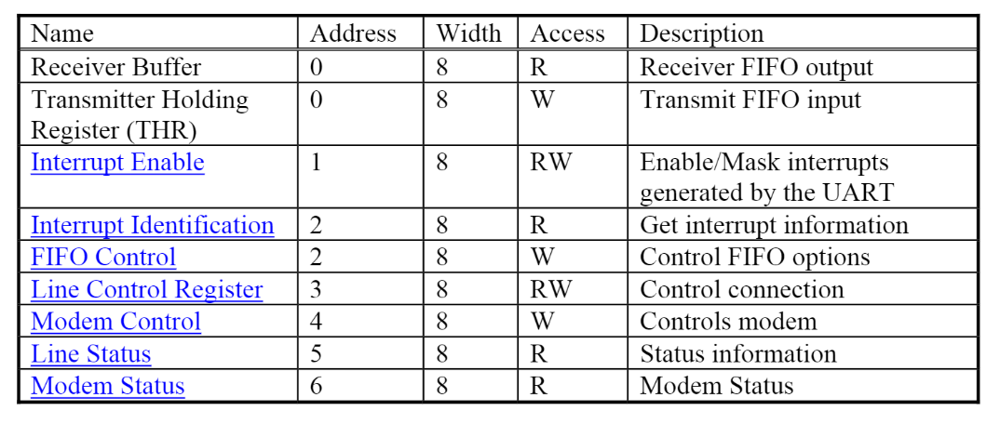 Name Address Width Access Description
Receiver Buffer 0 8 R Receiver FIFO output
Transmitter Holding 0 8 W Transmit FIFO input
Register (THR)
Interrupt Enable 1 8 RW Enable/Mask interrupts
generated by the UART
Interrupt Identification 2 8 R Get interrupt information
FIFO Control 2 8 W Control FIFO options
Line Control Register 3 8 RW Control connection
Modem Control 4 8 W Controls modem
Line Status 5 8 R Status information
Modem Status 6 8 R Modem Status